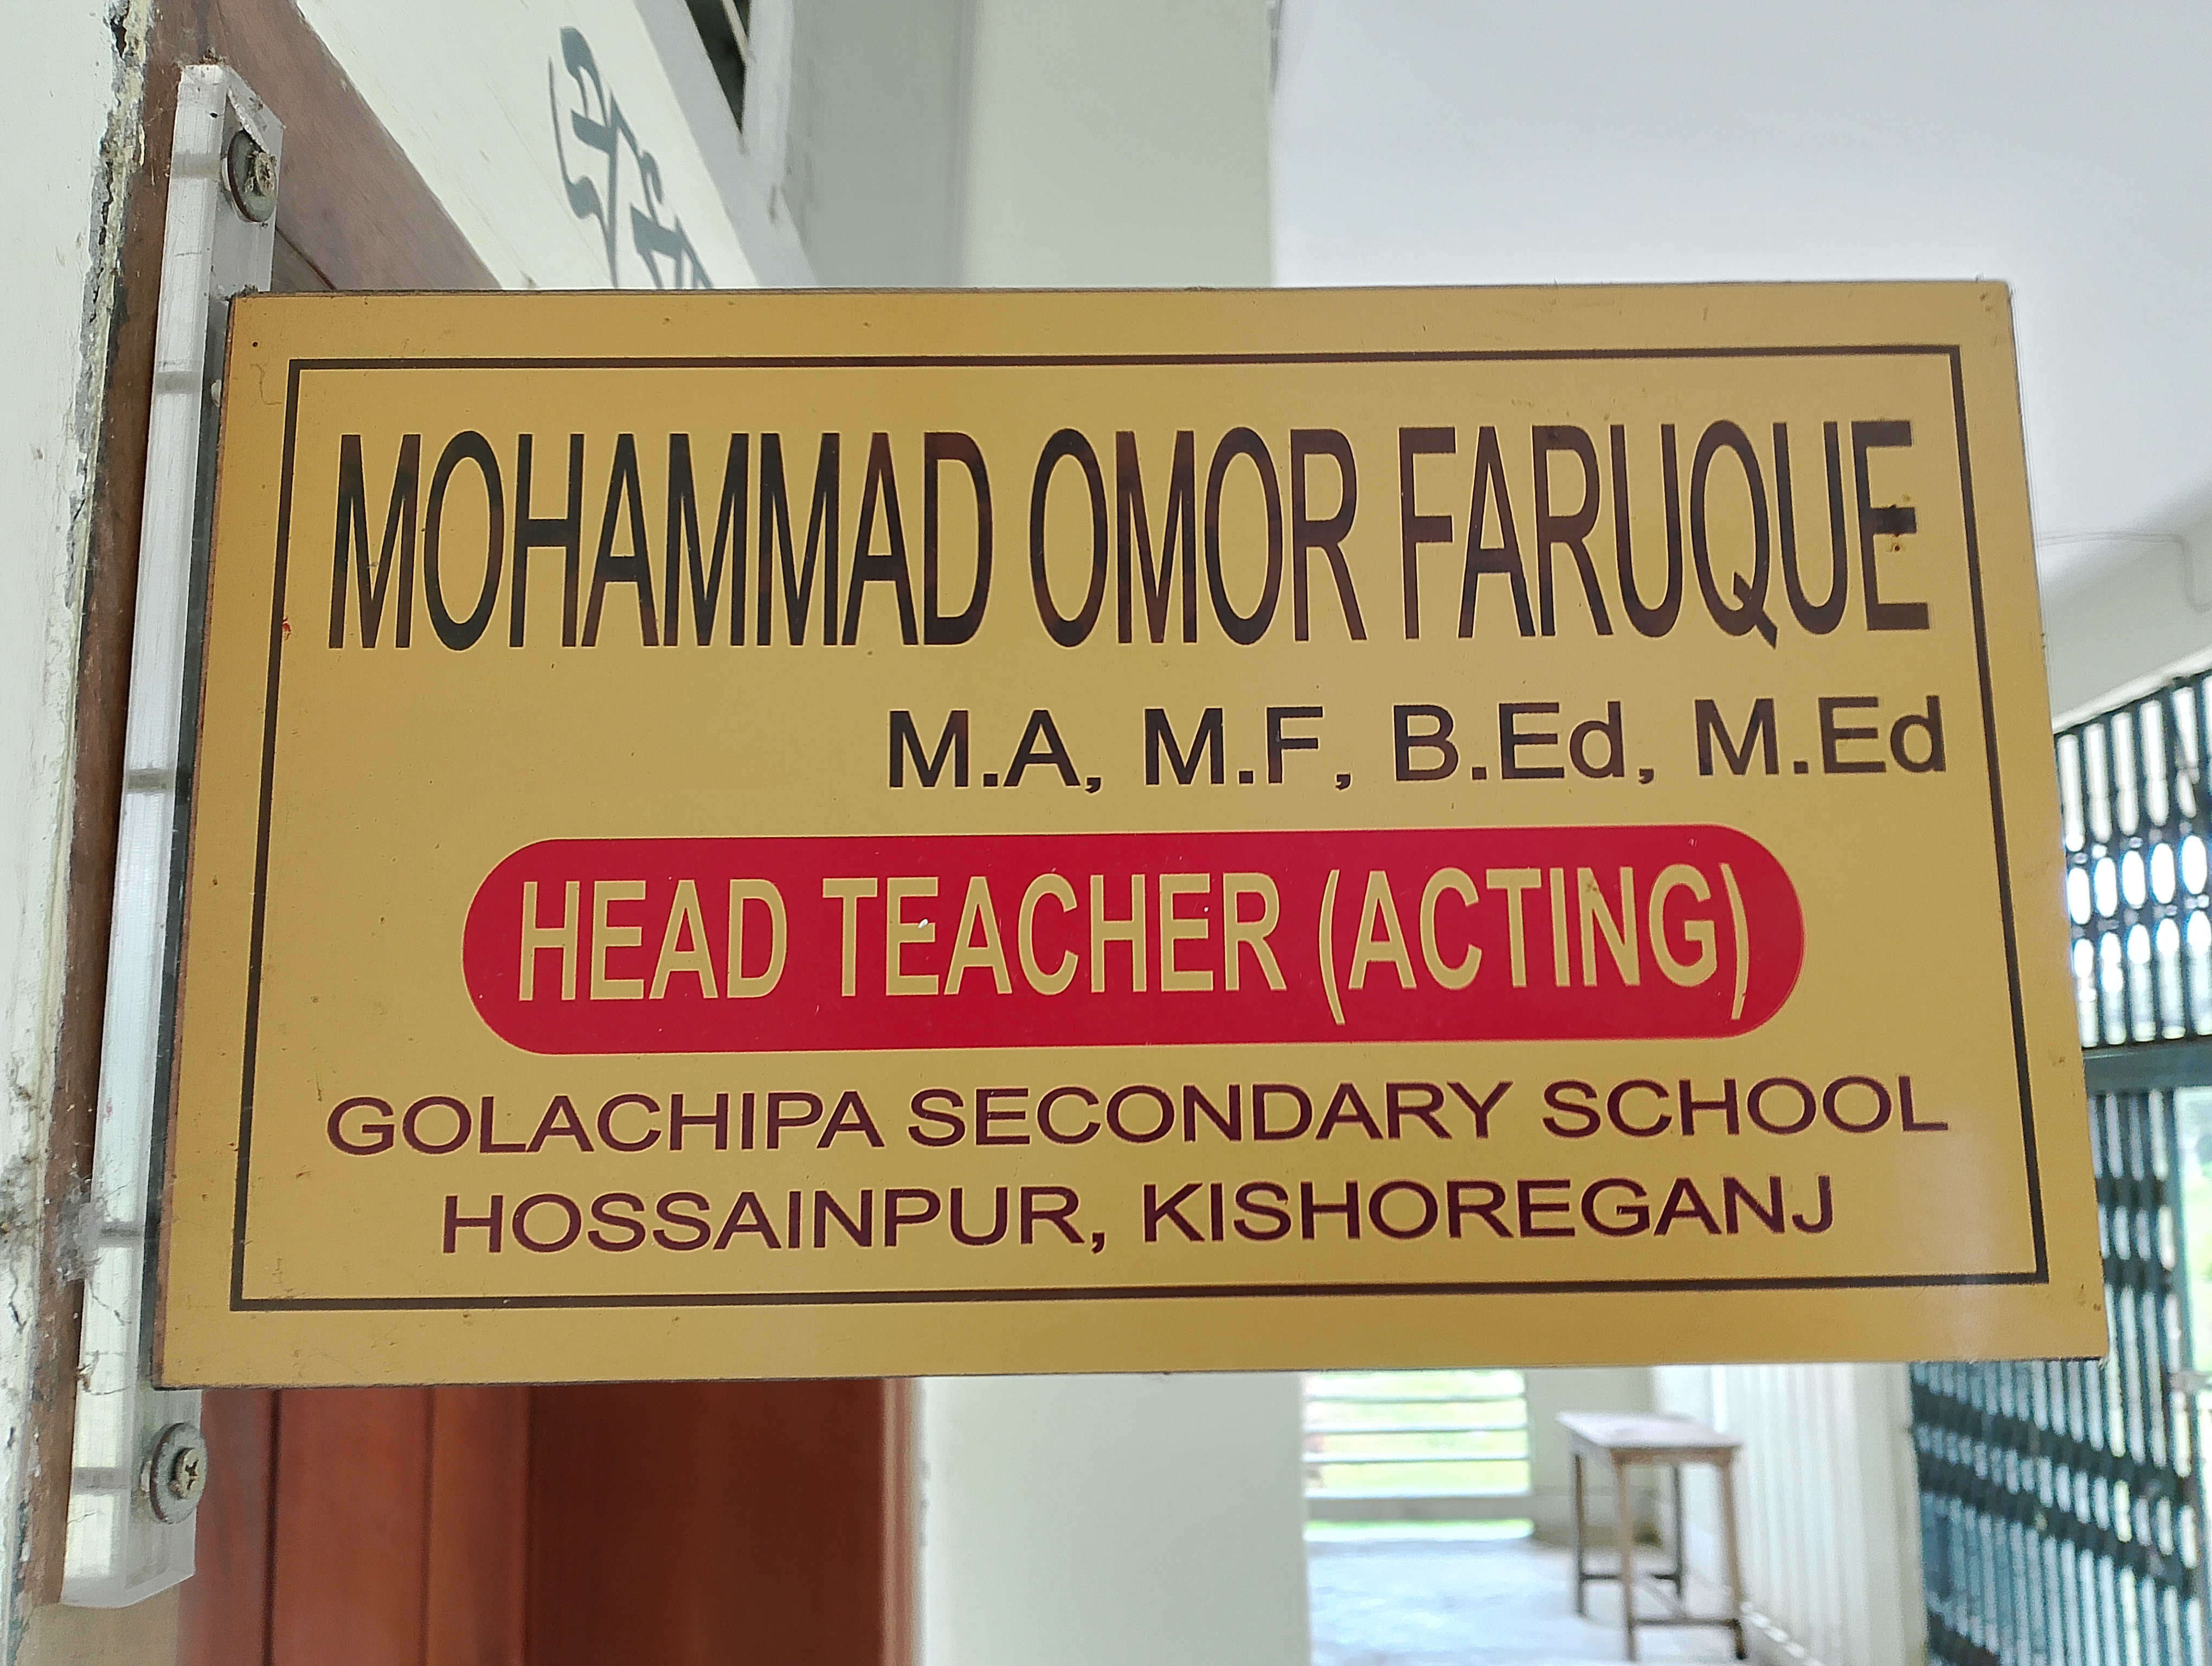 MOHAMMAD OMOR FARUQUE
M.A, M.F, B.Ed, M.Ed
HEAD TEACHER (ACTING)
GOLACHIPA SECONDARY SCHOOL
HOSSAINPUR, KISHOREGANJ